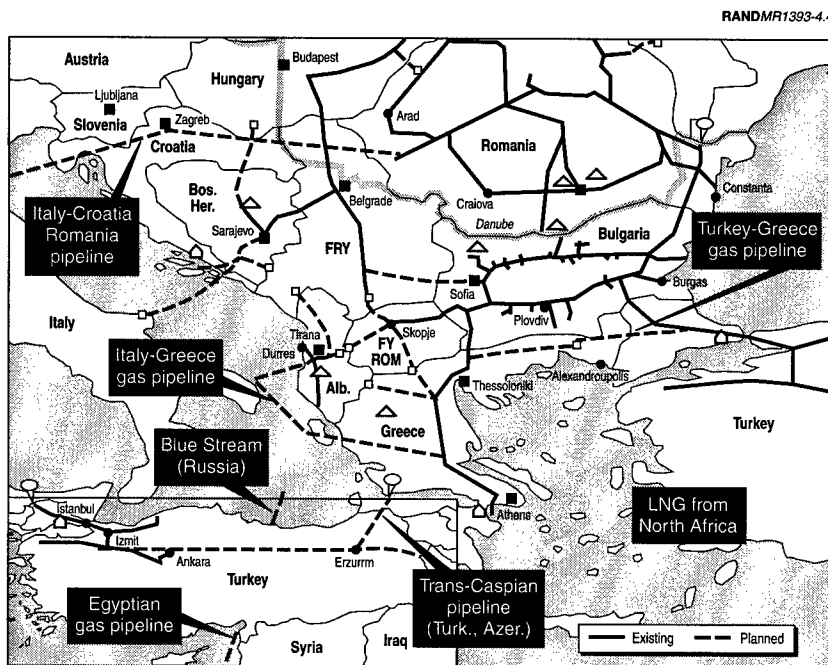 RANDMR1393-4.4
Austria
Budapest
Hungary
Ljubljana
Slovenia
Zagreb
Croatia
Arad
Romania
Bos.
Her.
Belgrade
Craiova
Constanta
Italy-Croatia
Romania
pipeline
Sarajevo
Danube
FRY
Bulgaria
Turkey-Greece
gas pipeline
Sofia
Burgas
Italy
Plovdiv
Tirana
Skopje
Durres
FY
ROM
Italy-Greece
gas pipeline
Alb.
Thessoloniki
Alexandroupolis
Greece
Turkey
Blue Stream
(Russia)
Istanbul
Athens
LNG from
North Africa
Izmit
Ankara
Erzurrm
Turkey
Trans-Caspian
pipeline
(Turk., Azer.)
Egyptian
gas pipeline
Syria
Iraq
Existing
Planned